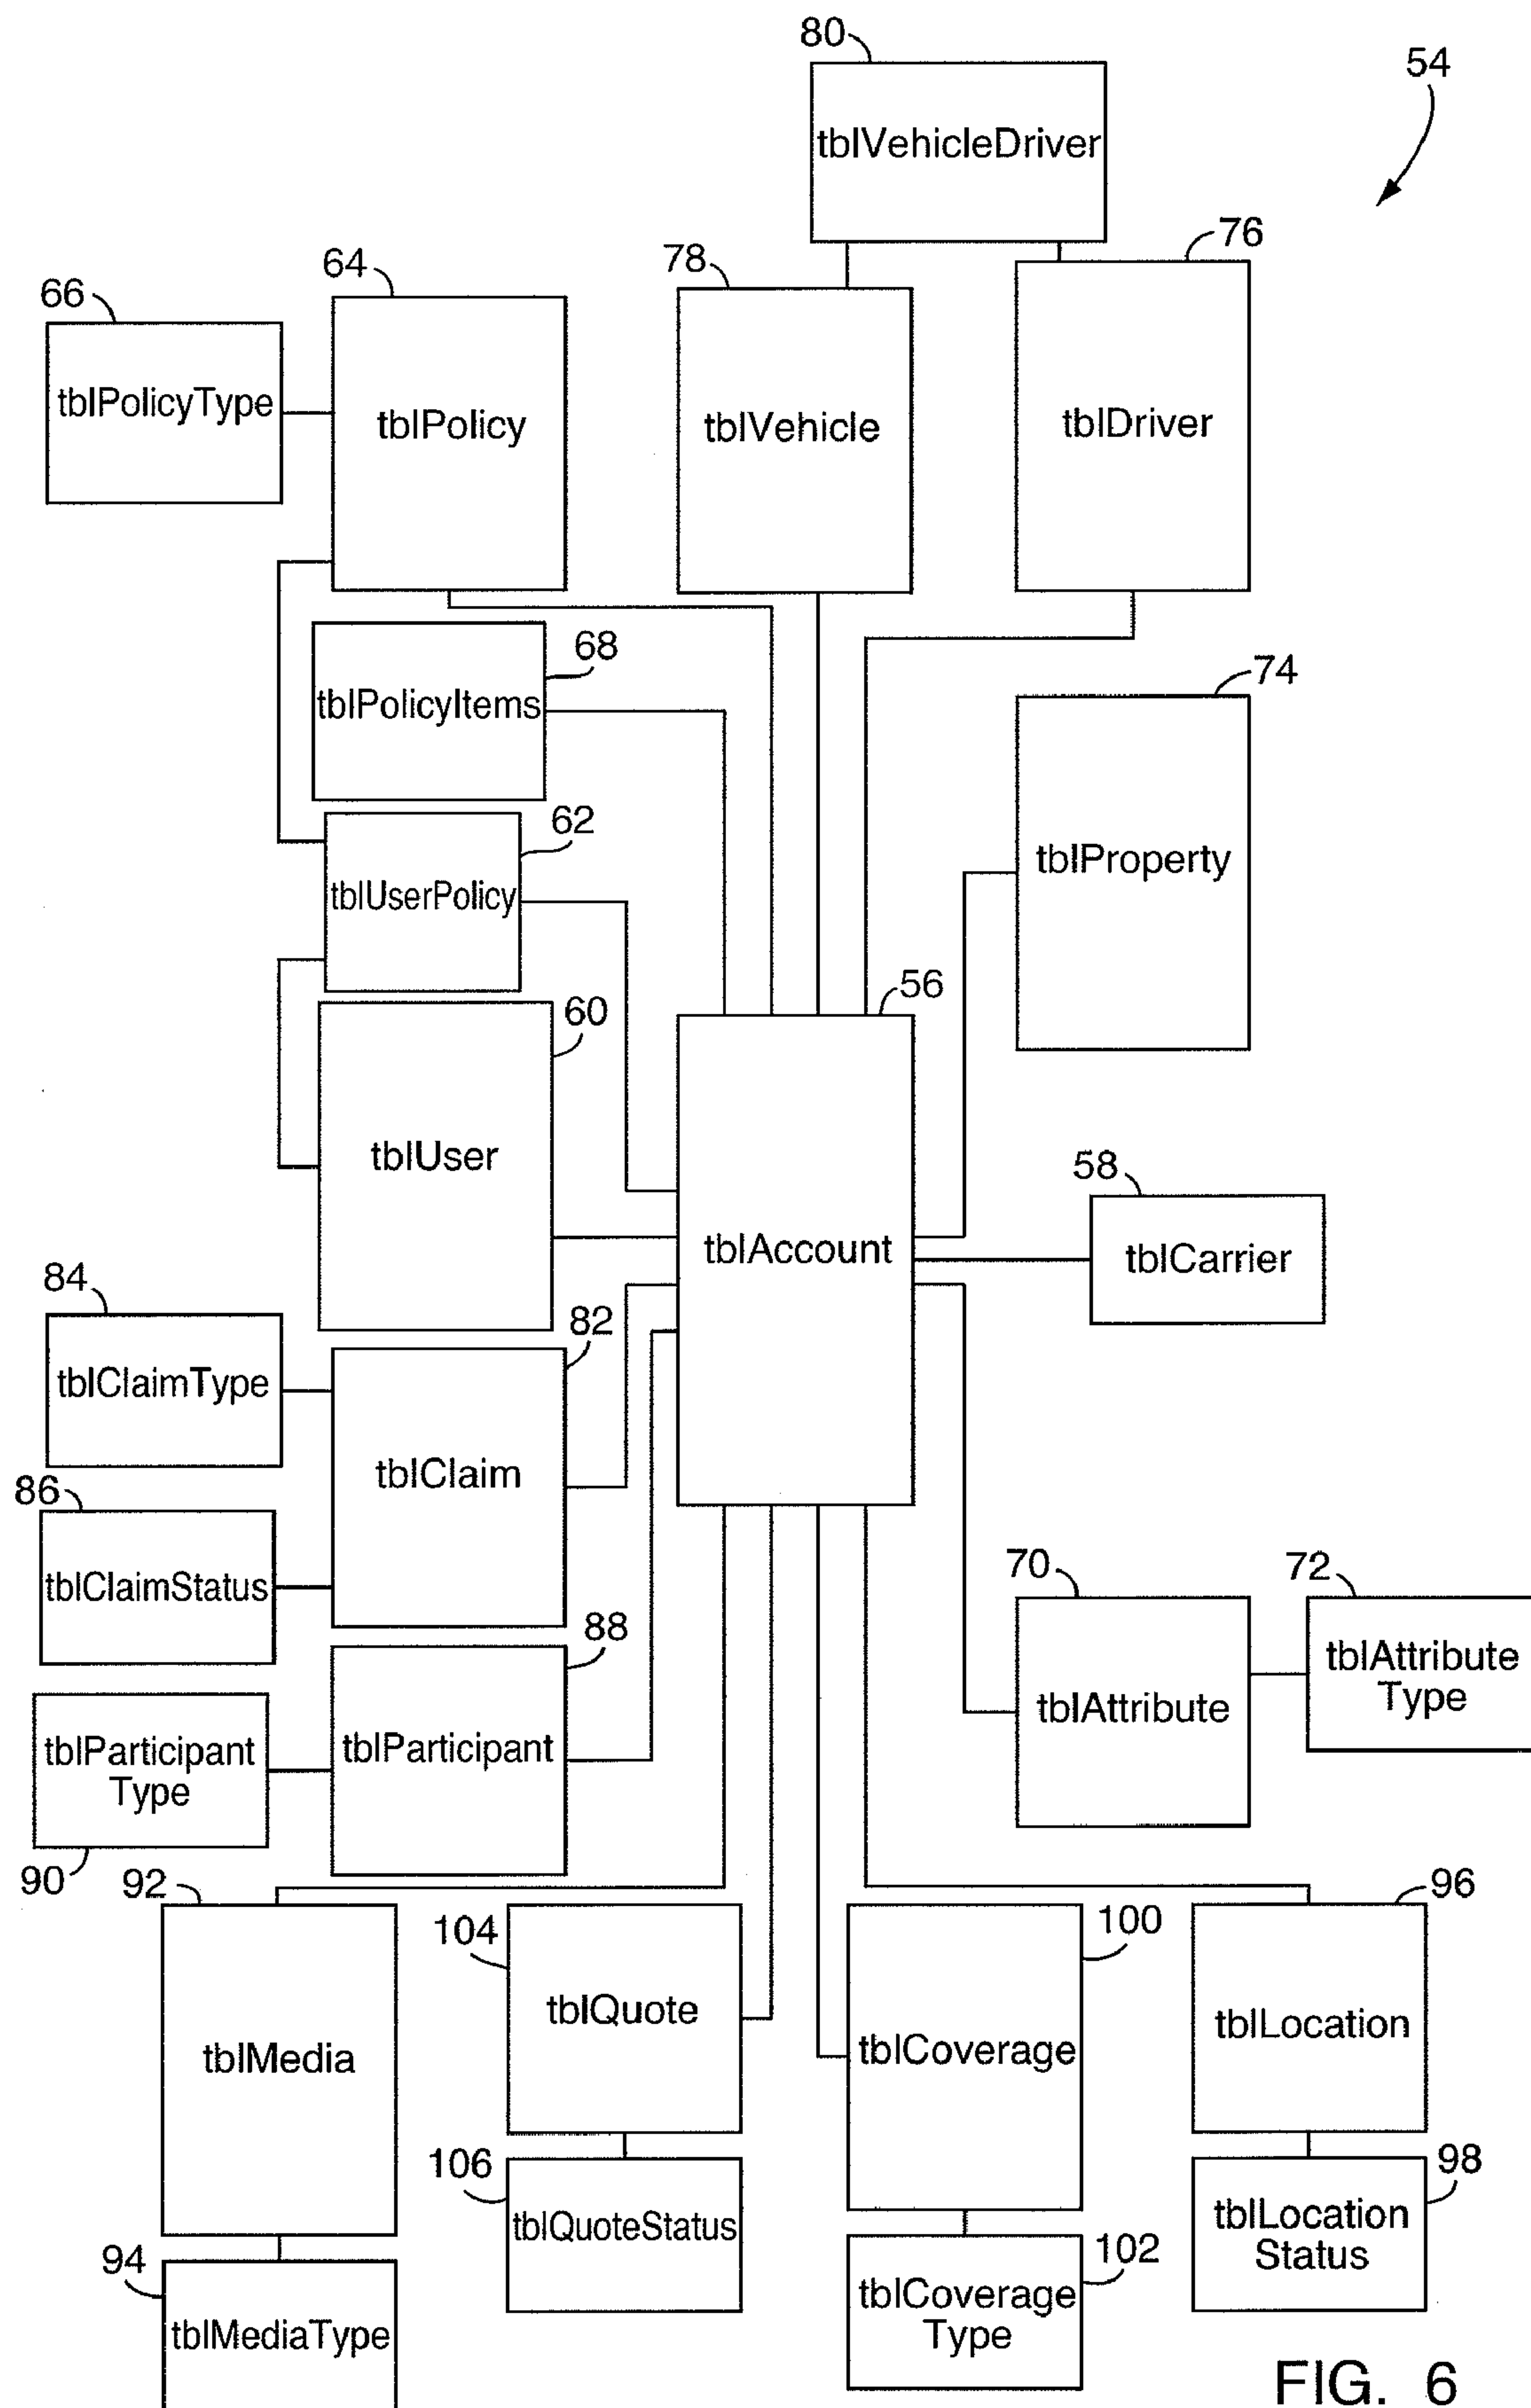 80
54
tblVehicleDriver
76
64
78
66
tblPolicyType
tblPolicy
tblVehicle
tblDriver
68
74
tblPolicyItems
62
tblProperty
tblUserPolicy
56
60
tblUser
58
tblAccount
tblCarrier
84
82
tblClaimType
tblClaim
86
70
72
tblClaimStatus
88
tblAttribute
tblAttribute
Type
tblParticipant
Type
tblParticipant
90
92
96
104
100
tblQuote
tblMedia
tblCoverage
tblLocation
106
98
tblQuoteStatus
tblLocation
Status
94
102
tblMediaType
tblCoverage
Type
FIG. 6